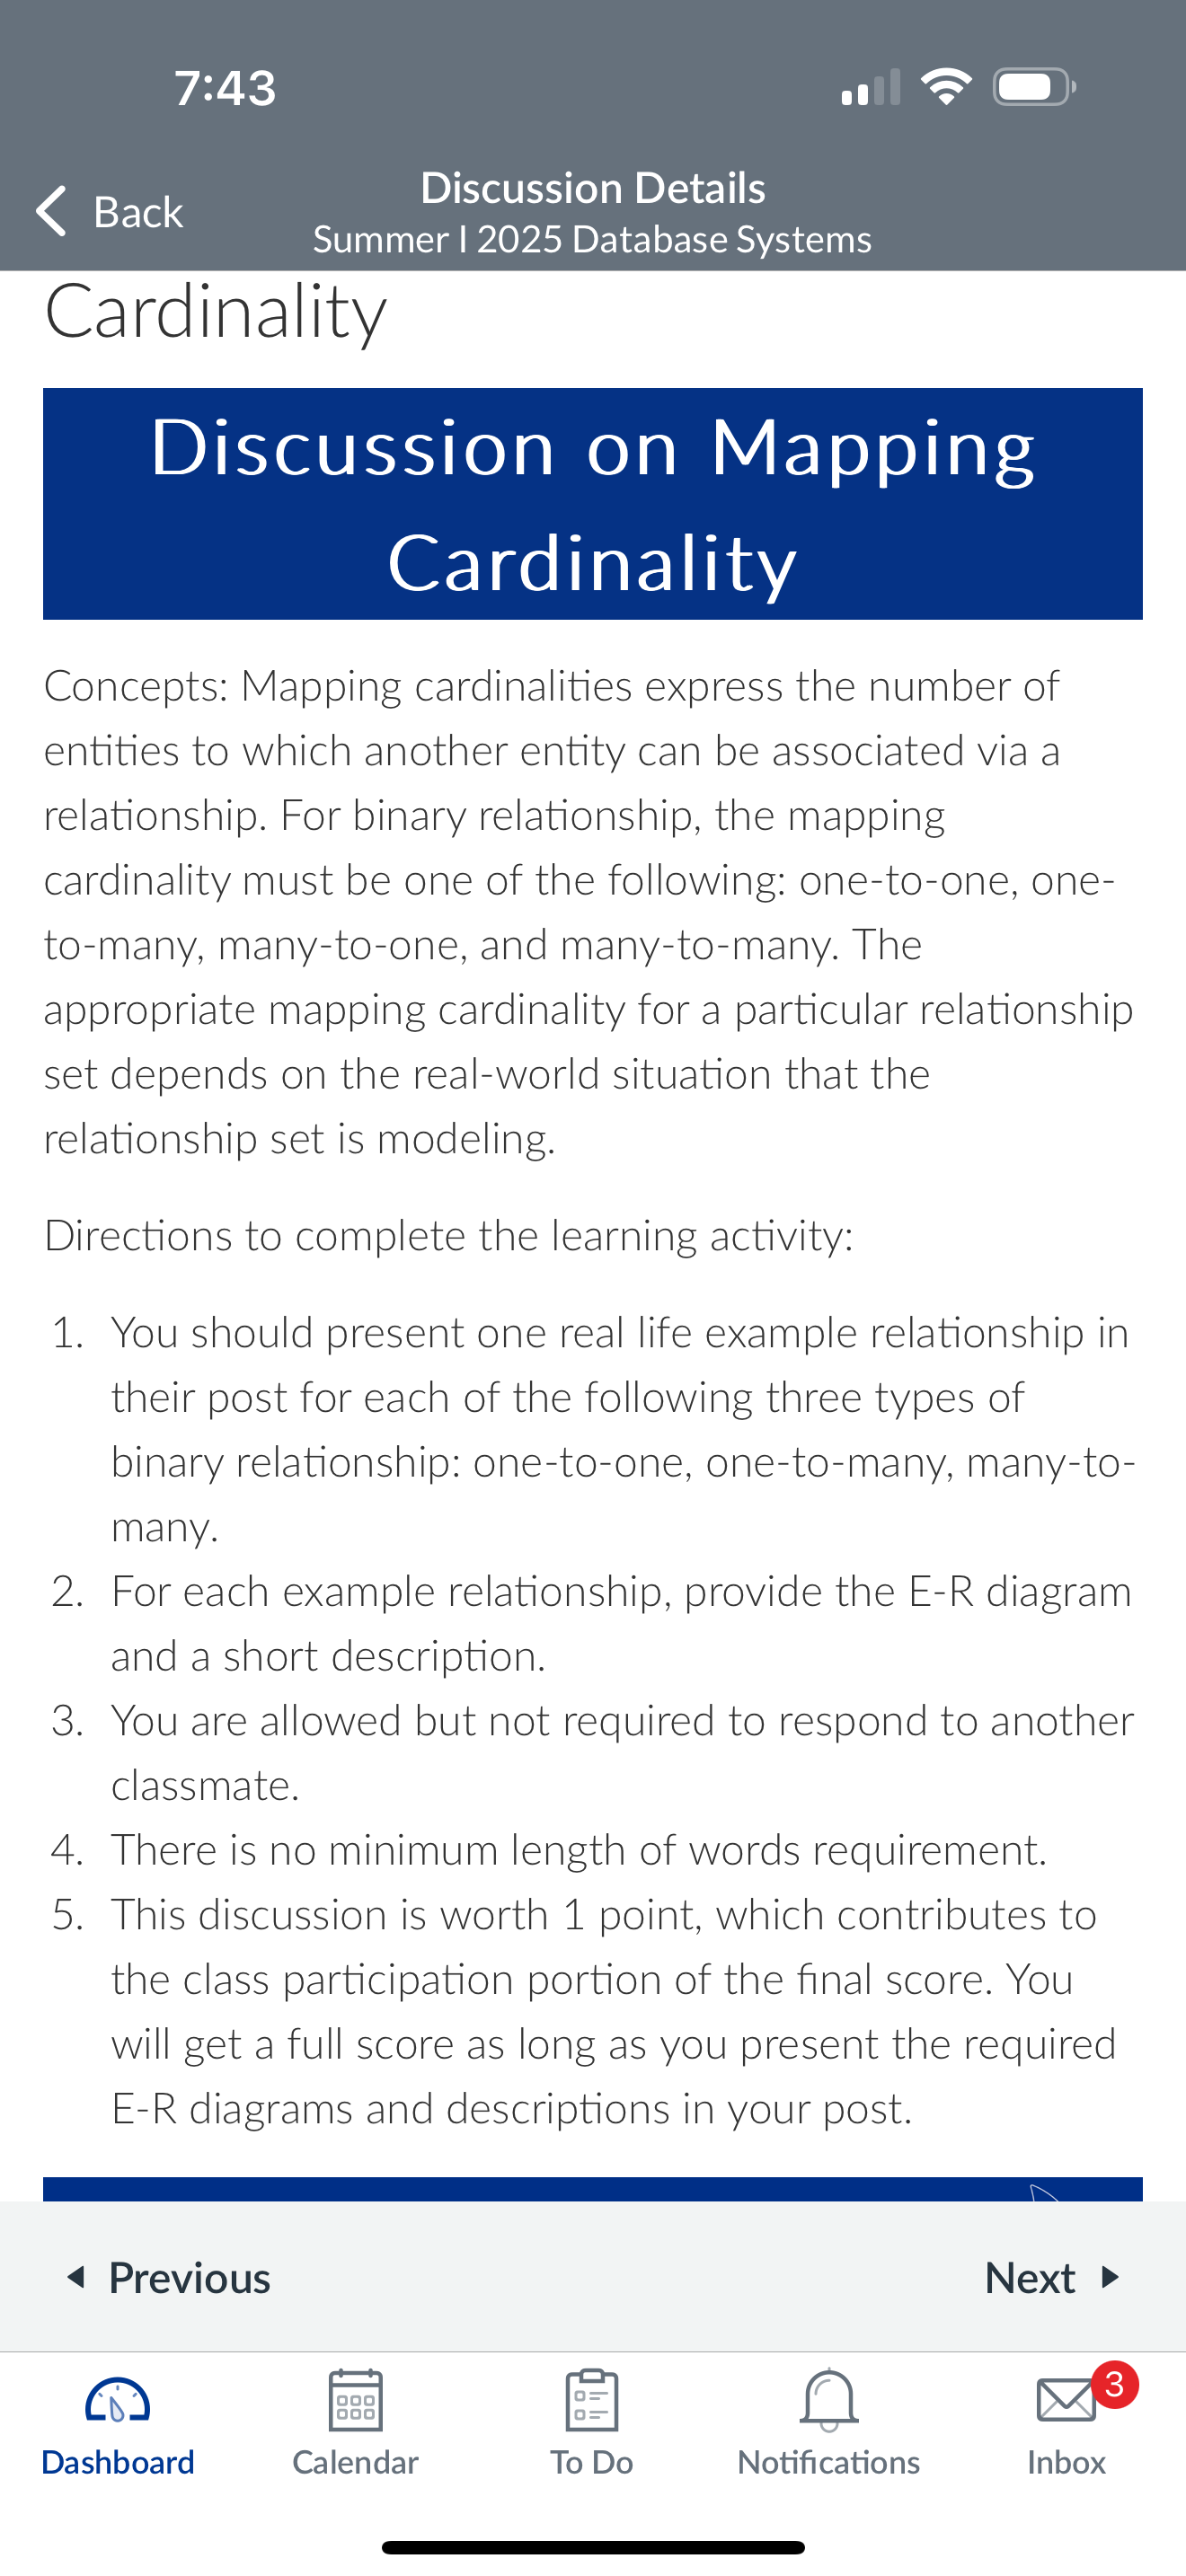 7:43
Back
Discussion Details
Summer I 2025 Database Systems
Cardinality
Discussion on Mapping
Cardinality
Concepts: Mapping cardinalities express the number of
entities to which another entity can be associated via a
relationship. For binary relationship, the mapping
cardinality must be one of the following: one-to-one, one-
to-many, many-to-one, and many-to-many. The
appropriate mapping cardinality for a particular relationship
set depends on the real-world situation that the
relationship set is modeling.
Directions to complete the learning activity:
1. You should present one real life example relationship in
their post for each of the following three types of
binary relationship: one-to-one, one-to-many, many-to-
many.
2. For each example relationship, provide the E-R diagram
and a short description.
3. You are allowed but not required to respond to another
classmate.
4. There is no minimum length of words requirement.
5. This discussion is worth 1 point, which contributes to
the class participation portion of the final score. You
will get a full score as long as you present the required
E-R diagrams and descriptions in your post.
Previous
Next
3
Dashboard
Calendar
To Do
Notifications
Inbox